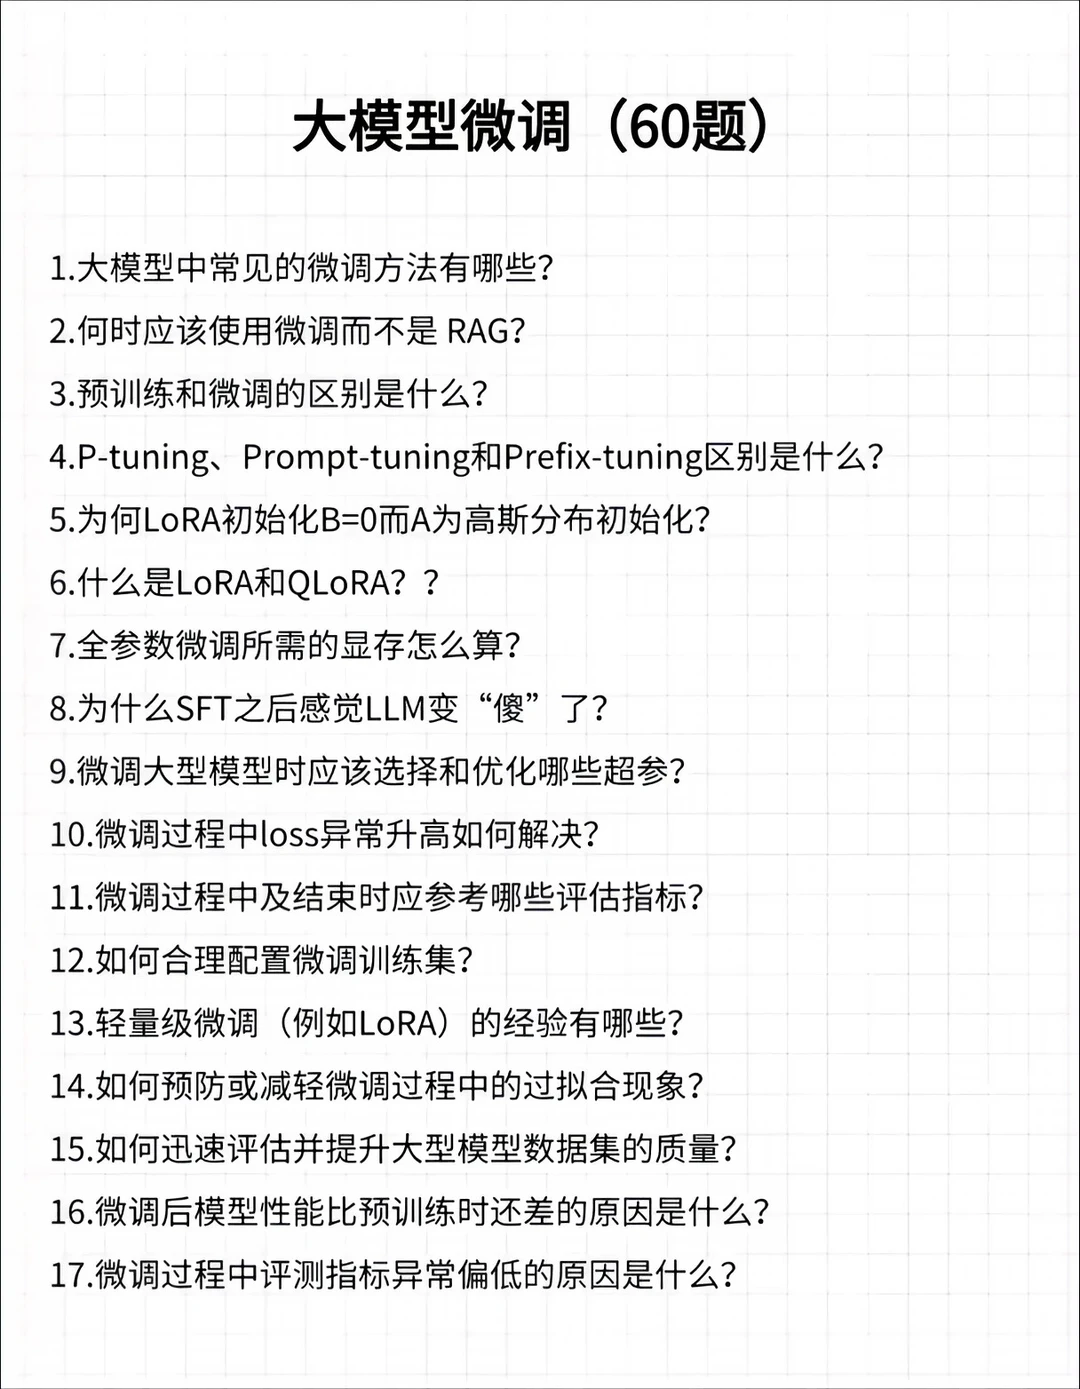 大模型微调（60题）
1.大模型中常见的微调方法有哪些？
2.何时应该使用微调而不是 RAG？
3.预训练和微调的区别是什么？
4.P-tuning、Prompt-tuning和Prefix-tuning区别是什么？
5.为何LoRA初始化B=0而A为高斯分布初始化？
6.什么是LoRA和QLoRA？？
7.全参数微调所需的显存怎么算？
8.为什么SFT之后感觉LLM变“傻”了？
9.微调大型模型时应该选择和优化哪些超参？
10.微调过程中loss异常升高如何解决？
11.微调过程中及结束时应参考哪些评估指标？
12.如何合理配置微调训练集？
13.轻量级微调（例如LoRA）的经验有哪些？
14.如何预防或减轻微调过程中的过拟合现象？
15.如何迅速评估并提升大型模型数据集的质量？
16.微调后模型性能比预训练时还差的原因是什么？
17.微调过程中评测指标异常偏低的原因是什么？